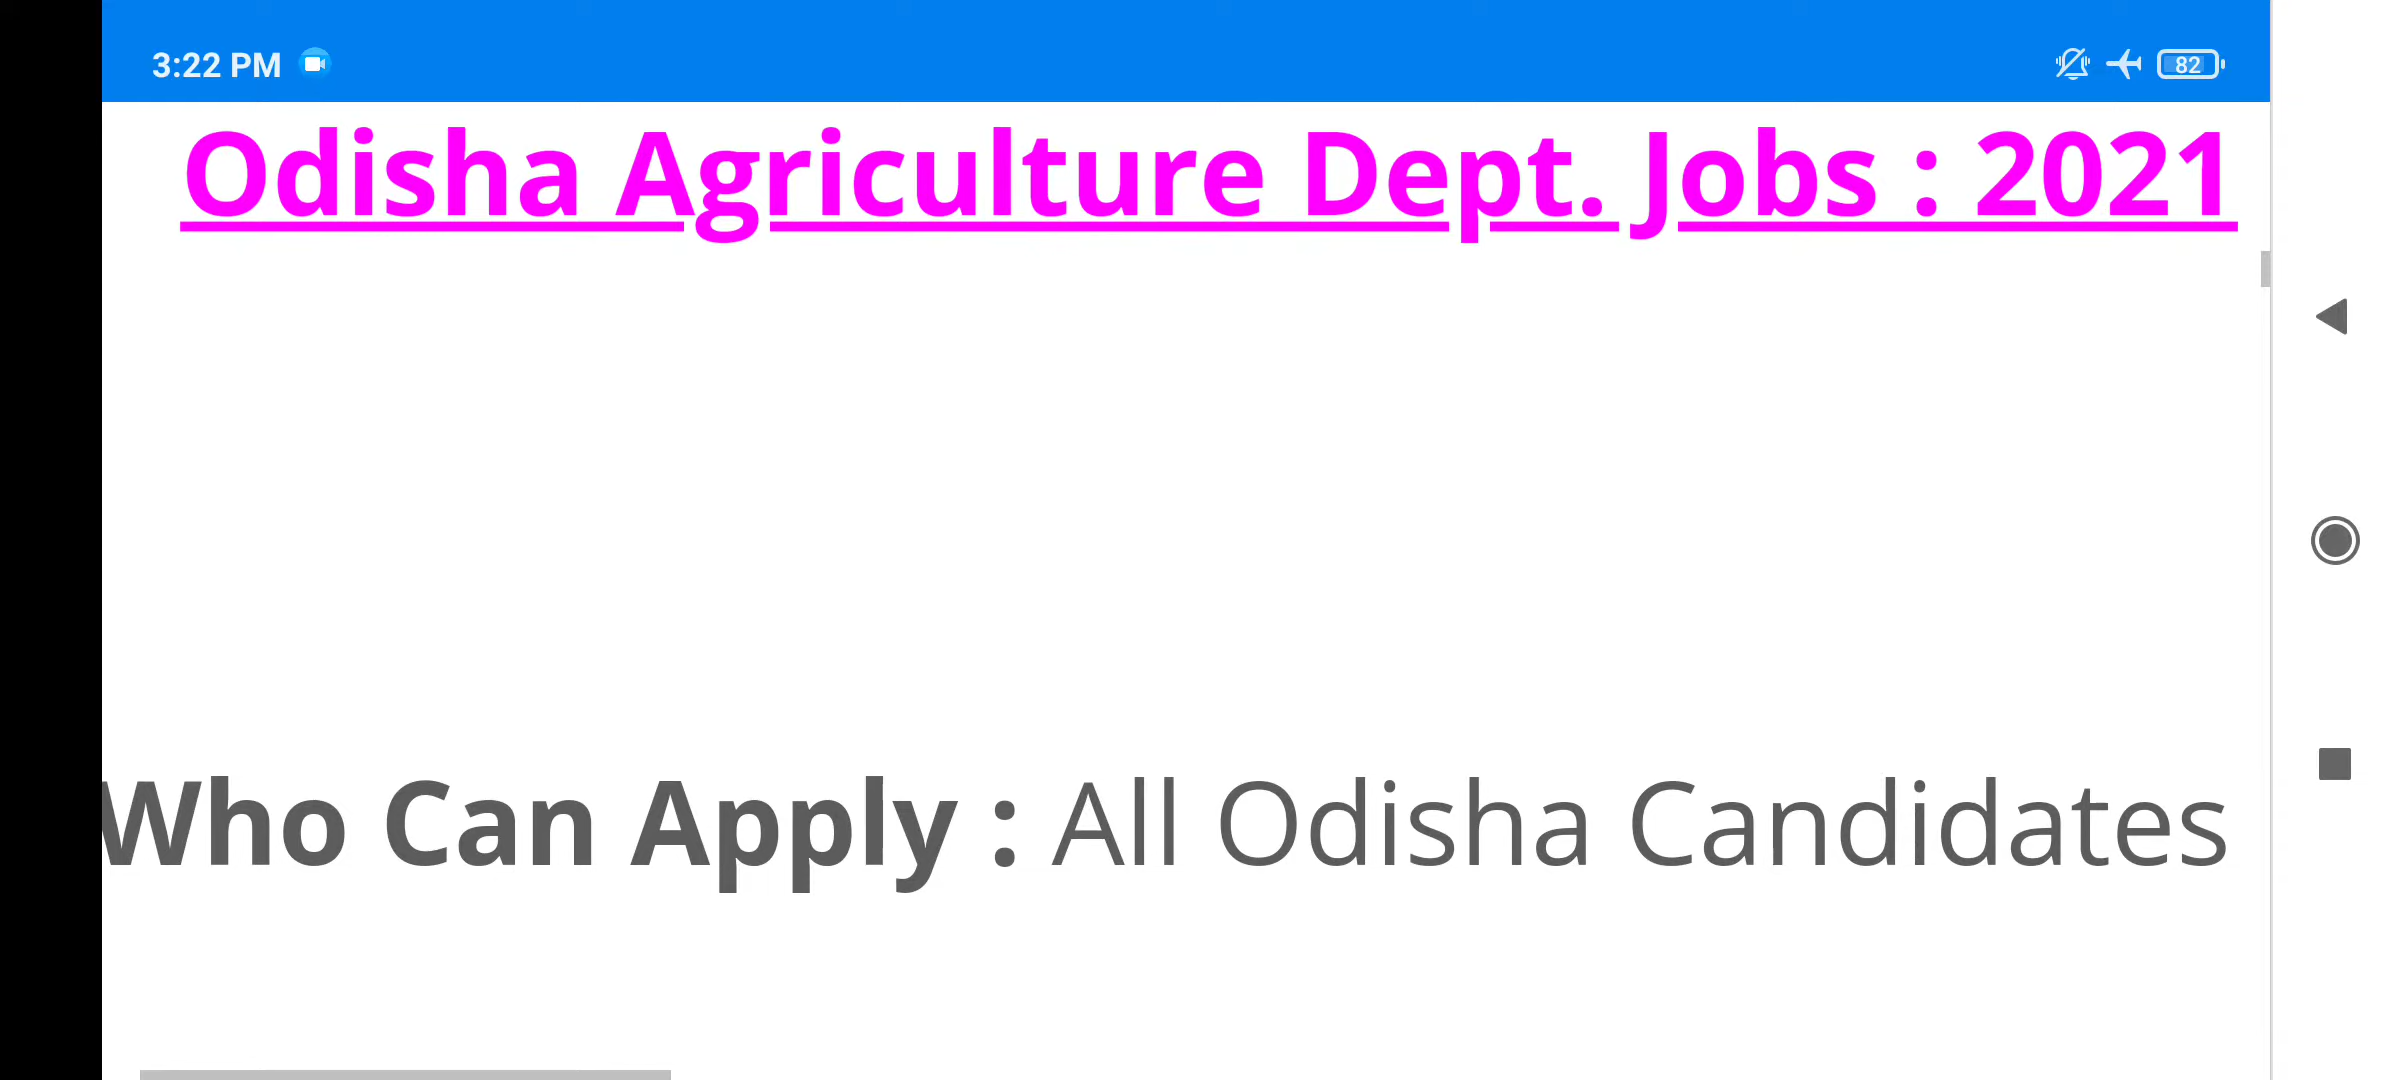 3:22 PM
82
Odisha Agriculture Dept. Jobs : 2021
Who Can Apply : All Odisha Candidates